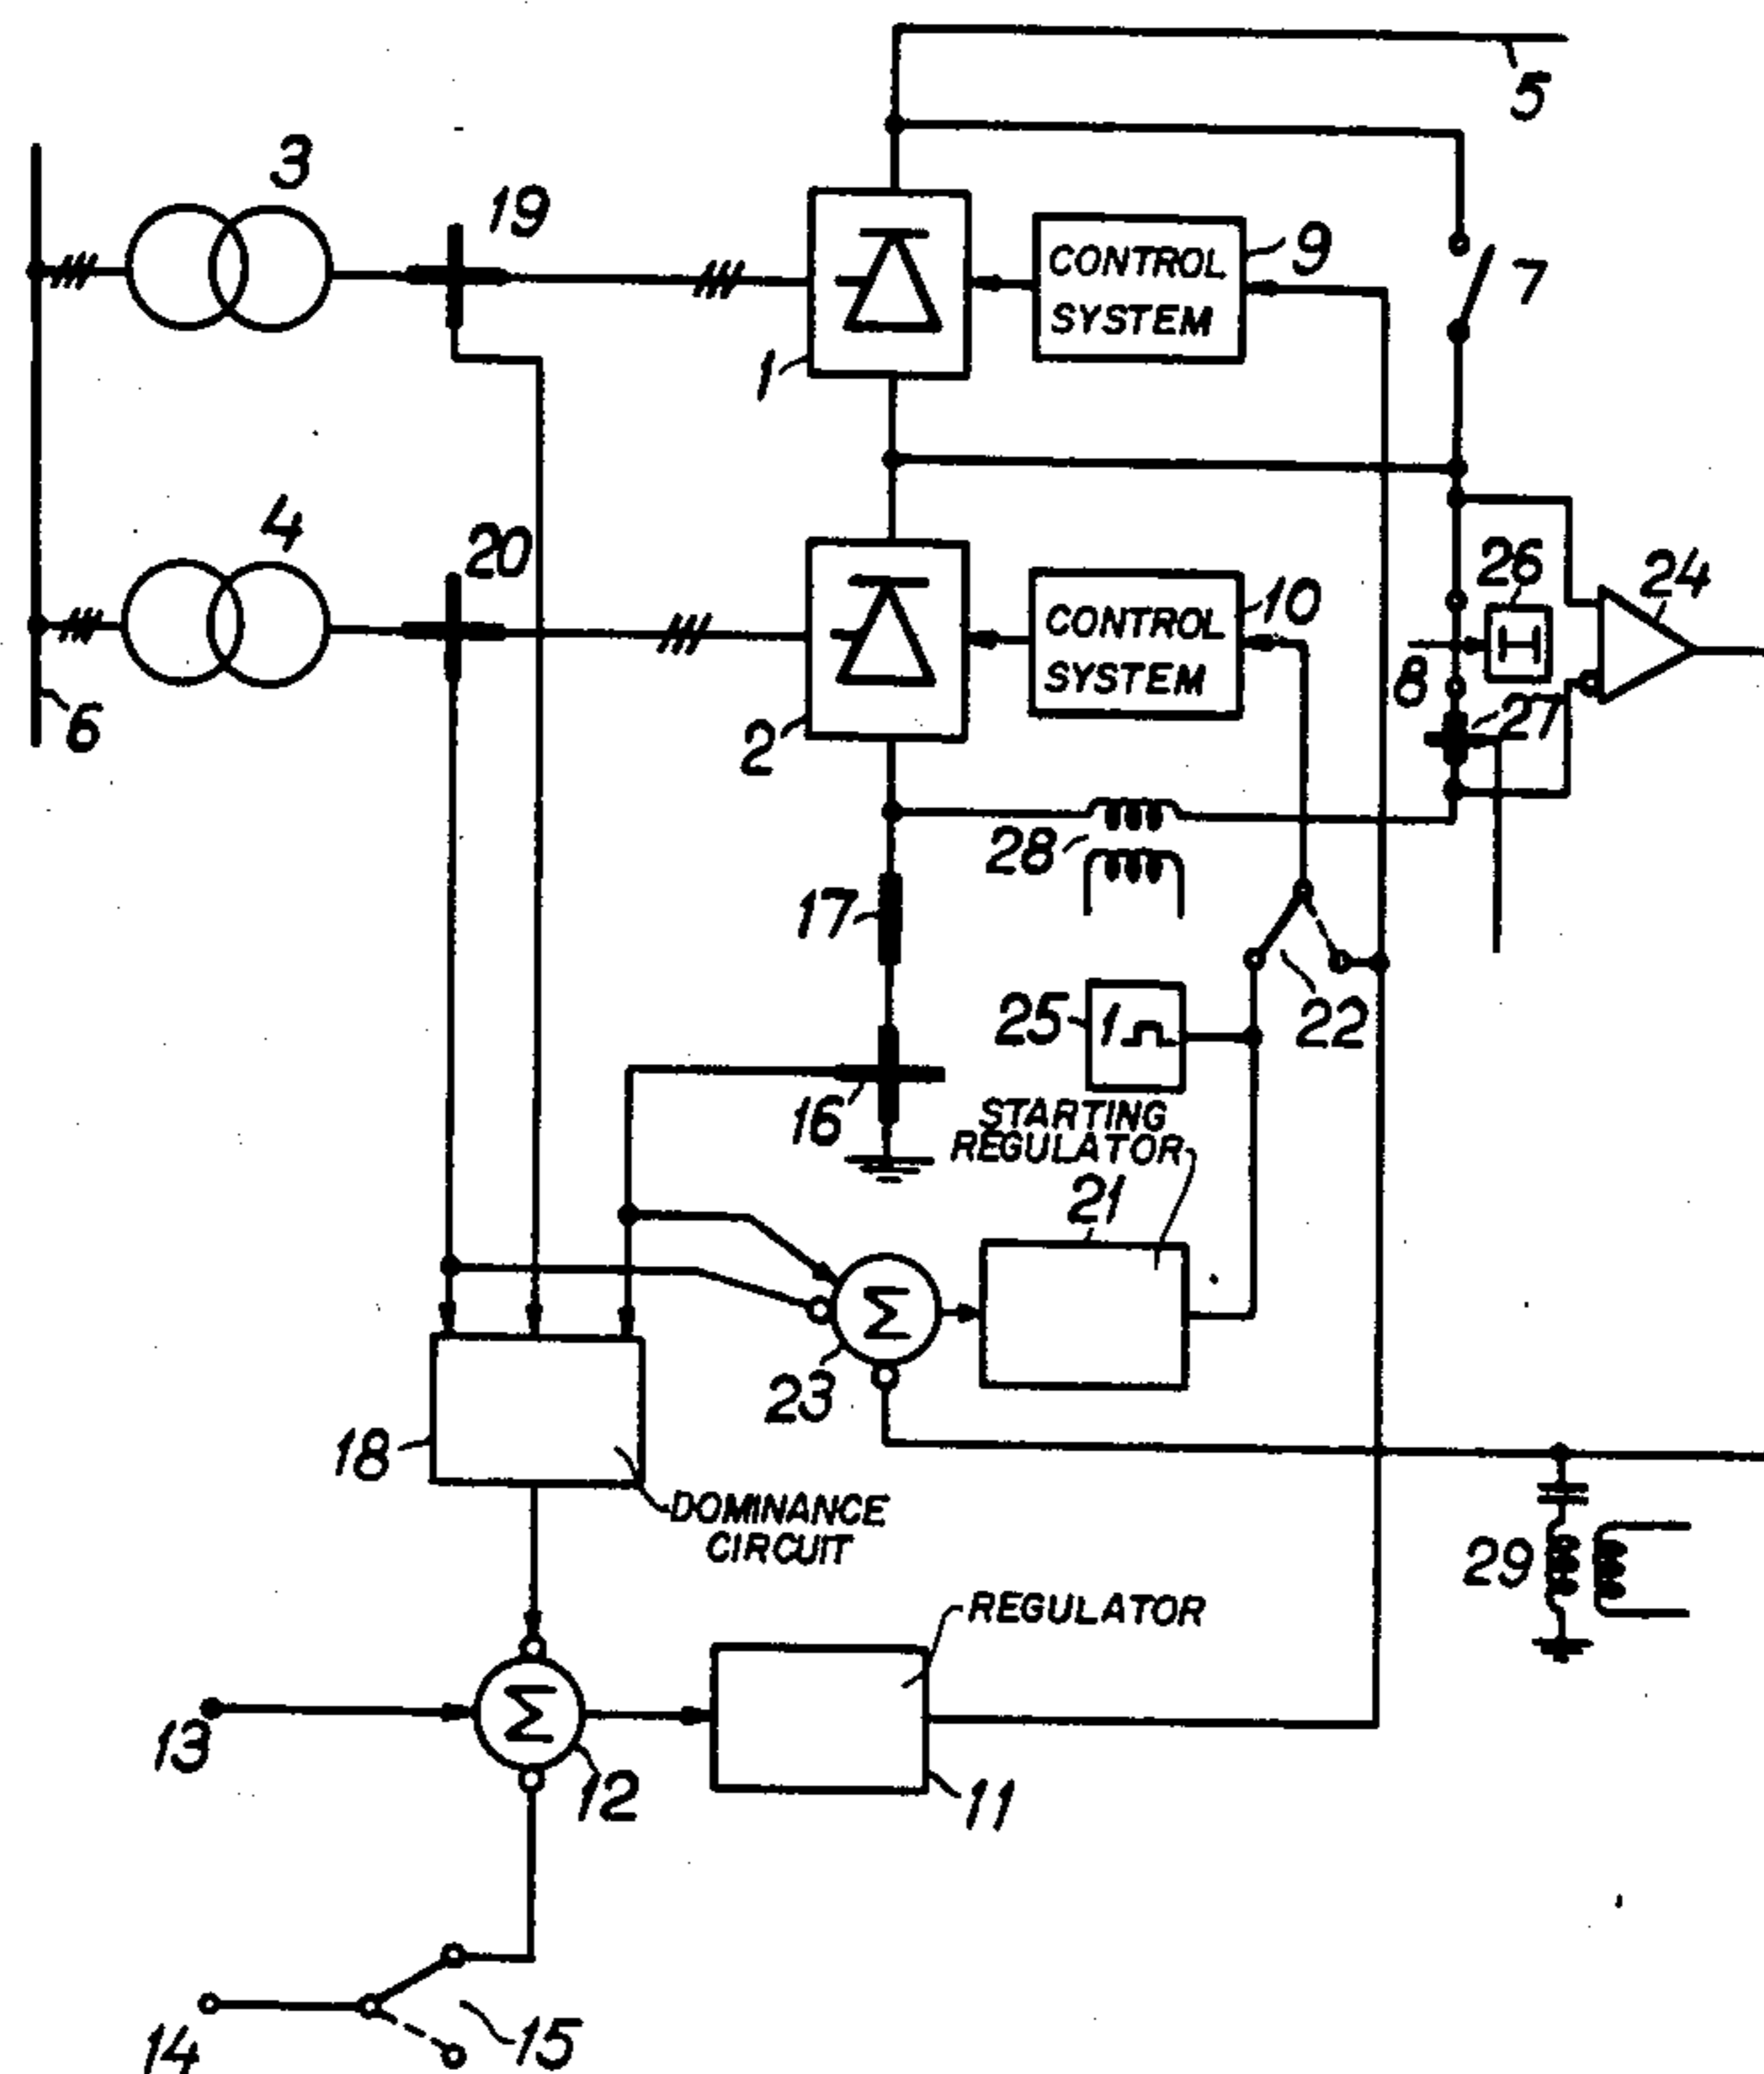 5
3
19
CONTROL
SYSTEM
9
7
1
4
20
CONTROL
SYSTEM
10
26
24
8
27
6
2
28
17
25
1
22
16
STARTING
REGULATOR
21
Σ
23
18
DOMINANCE
CIRCUIT
29
REGULATOR
Σ
13
12
11
14
15